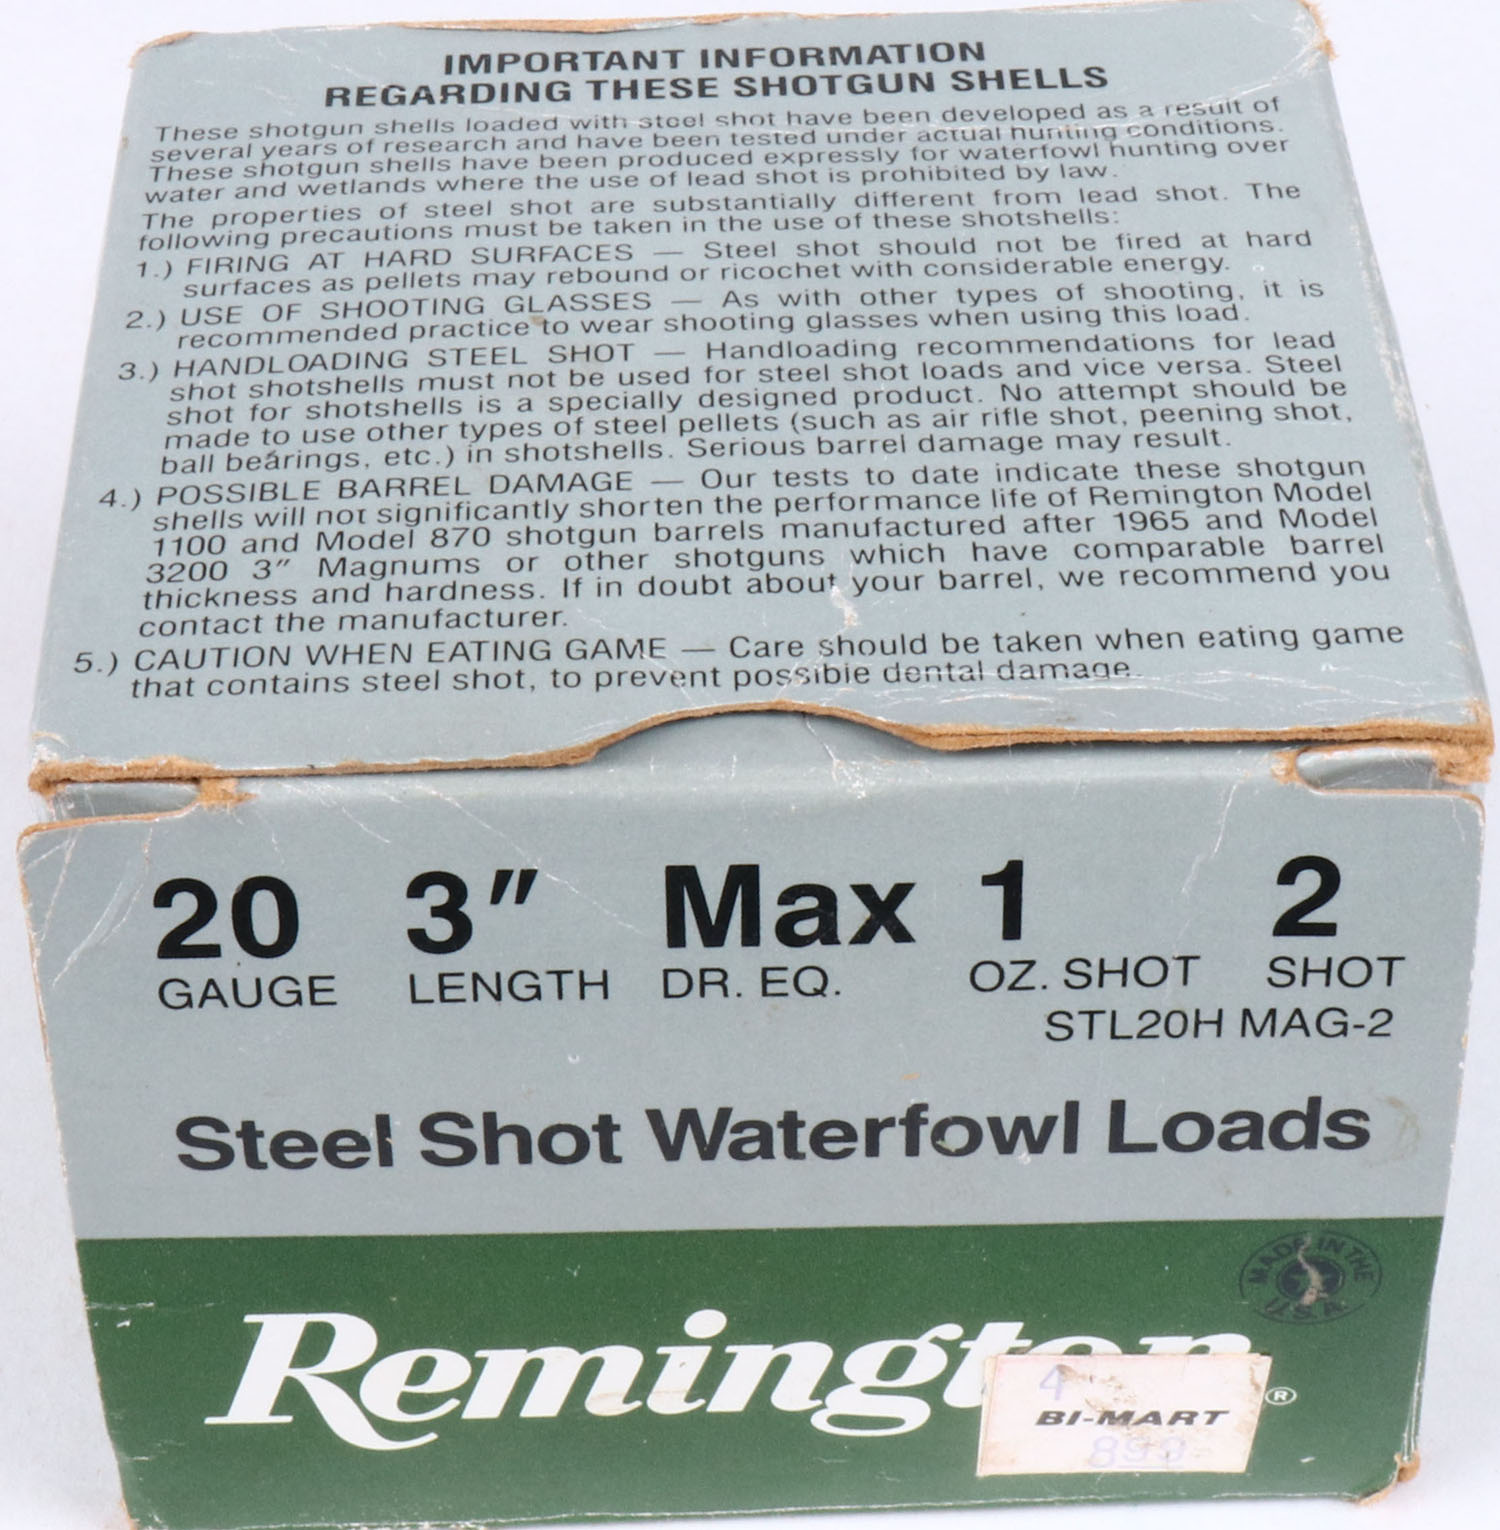 IMPORTANT INFORMATION
REGARDING THESE SHOTGUN SHELLS
These shotgun shells loaded with steel shot have been developed as a result of
several years of research and have been tested under actual hunting conditions.
These shotgun shells have been produced expressly for waterfowl hunting over
water and wetlands where the use of lead shot is prohibited by law.
The properties of steel shot are substantially different from lead shot. The
following precautions must be taken in the use of these shotshells:
1.) FIRING AT HARD SURFACES — Steel shot should not be fired at hard
surfaces as pellets may rebound or ricochet with considerable energy.
2.) USE OF SHOOTING GLASSES — As with other types of shooting, it is
recommended practice to wear shooting glasses when using this load.
3.) HANDLOADING STEEL SHOT — Handloading recommendations for lead
shot shotshells must not be used for steel shot loads and vice versa. Steel
shot for shotshells is a specially designed product. No attempt should be
made to use other types of steel pellets (such as air rifle shot, peening shot,
ball bearings, etc.) in shotshells. Serious barrel damage may result.
4.) POSSIBLE BARREL DAMAGE — Our tests to date indicate these shotgun
shells will not significantly shorten the performance life of Remington Model
1100 and Model 870 shotgun barrels manufactured after 1965 and Model
3200 3" Magnums or other shotguns which have comparable barrel
thickness and hardness. If in doubt about your barrel, we recommend you
contact the manufacturer.
5.) CAUTION WHEN EATING GAME — Care should be taken when eating game
that contains steel shot, to prevent possible dental damage.
20 3" Max 1 2
GAUGE LENGTH DR. EQ. OZ. SHOT SHOT
STL20H MAG-2
Steel Shot Waterfowl Loads
MADE IN THE
U.S.A.
Remington®
4
BI-MART
899